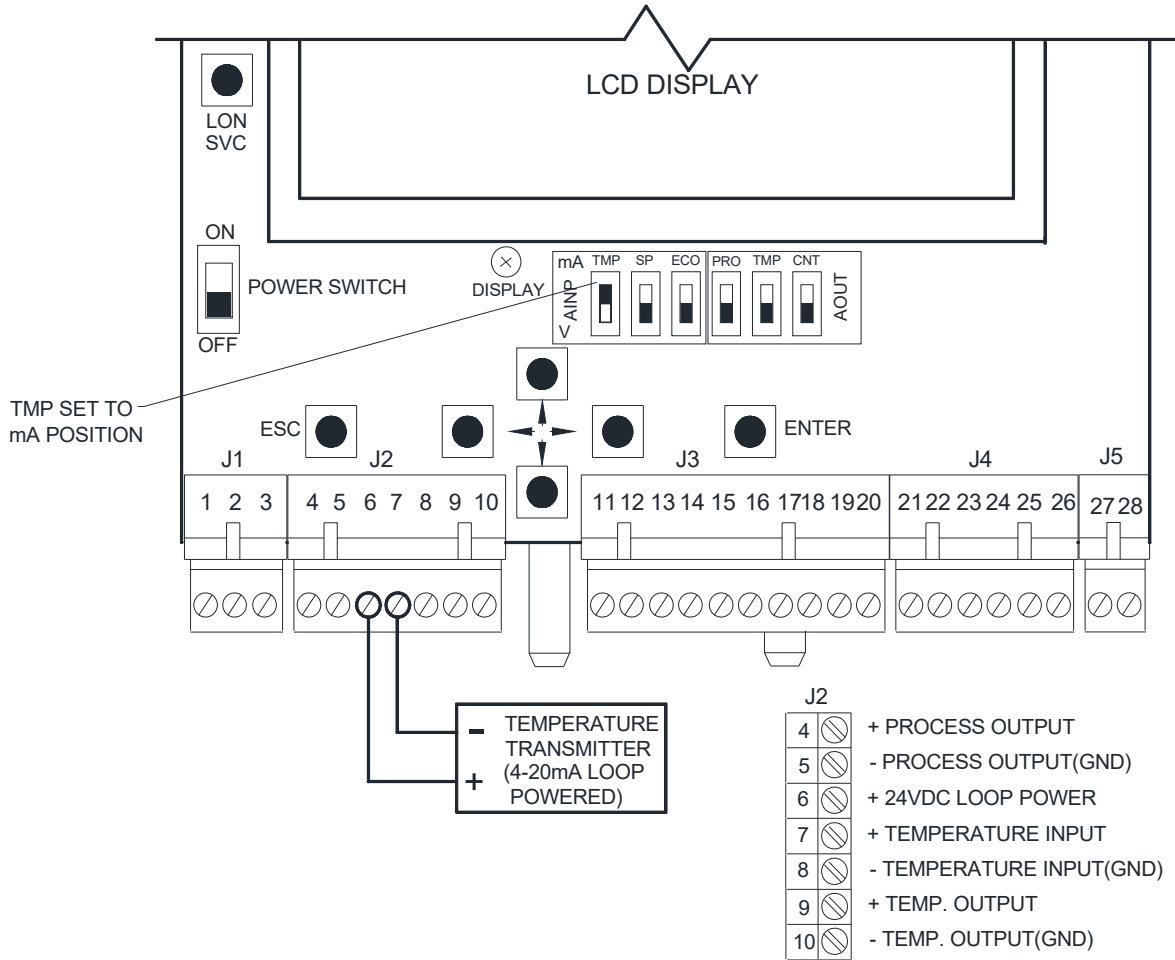 LCD DISPLAY
LON
SVC
ON
POWER SWITCH
OFF
DISPLAY
mA TMP SP ECO PRO TMP CNT
AINP
V
AOUT
TMP SET TO
mA POSITION
ESC
ENTER
J1 J2 J3 J4 J5
1 2 3 4 5 6 7 8 9 10 11 12 13 14 15 16 17 18 19 20 21 22 23 24 25 26 27 28
- TEMPERATURE
TRANSMITTER
(4-20mA LOOP
+ POWERED)
J2
4 + PROCESS OUTPUT
5 - PROCESS OUTPUT(GND)
6 + 24VDC LOOP POWER
7 + TEMPERATURE INPUT
8 - TEMPERATURE INPUT(GND)
9 + TEMP. OUTPUT
10 - TEMP. OUTPUT(GND)